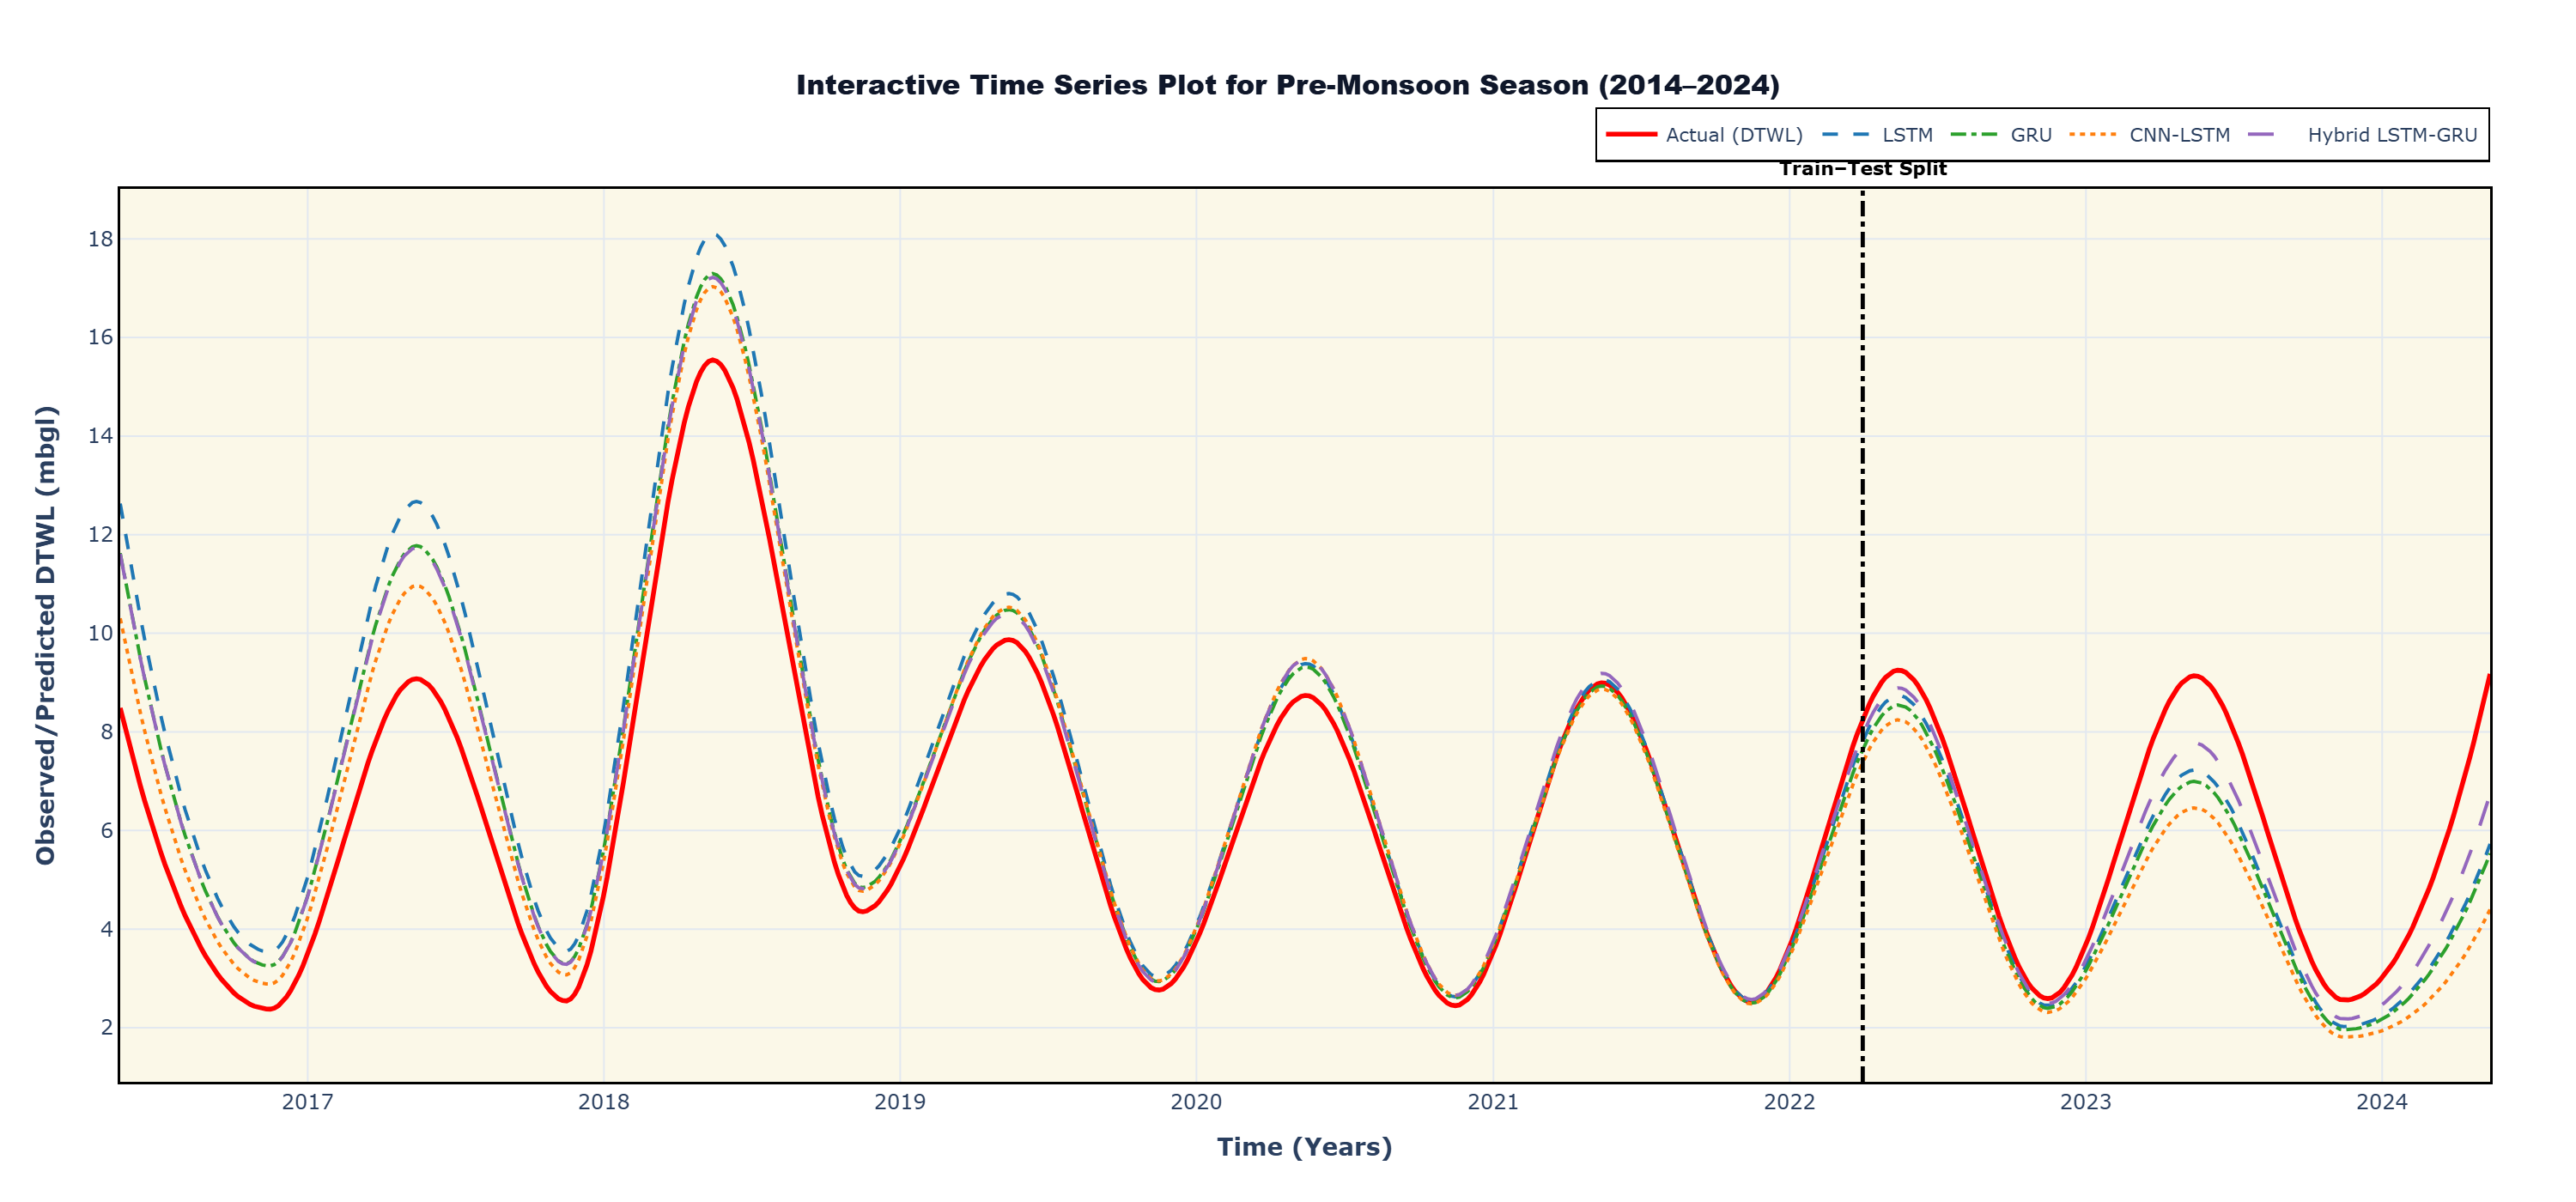 Interactive Time Series Plot for Pre-Monsoon Season (2014–2024)
Actual (DTWL) LSTM GRU CNN-LSTM Hybrid LSTM-GRU
Train−Test Split
Observed/Predicted DTWL (mbgl)
18
16
14
12
10
8
6
4
2
2017 2018 2019 2020 2021 2022 2023 2024
Time (Years)